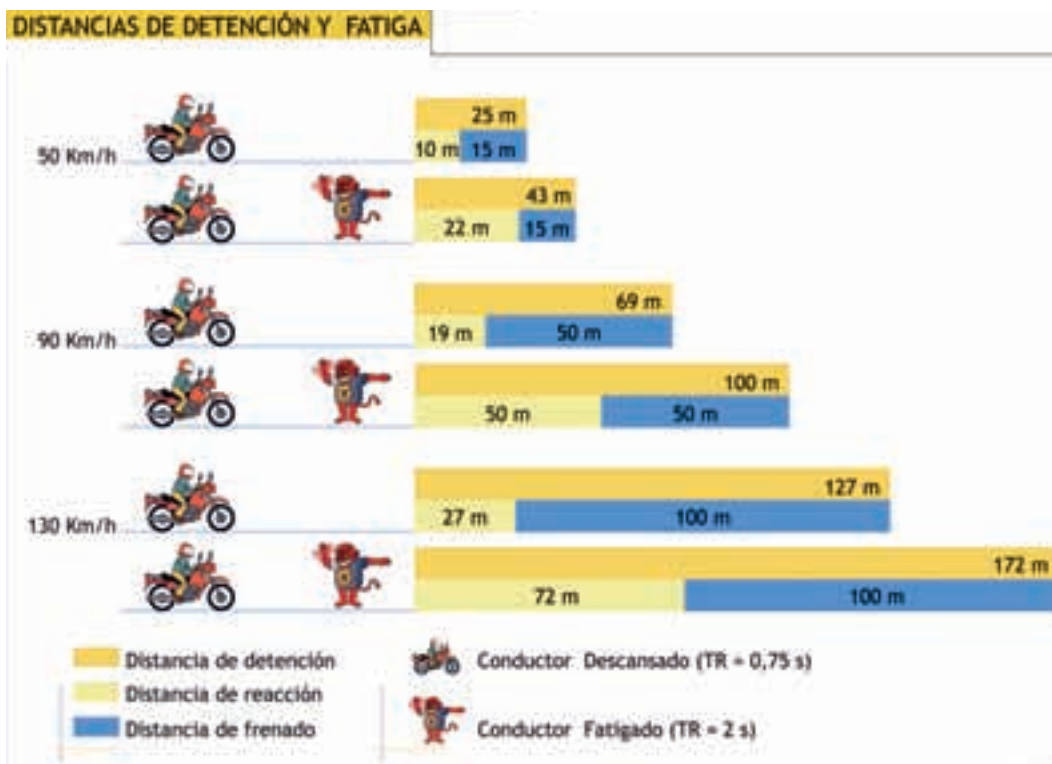 DISTANCIAS DE DETENCIÓN Y FATIGA
25 m
50 Km/h
10 m 15 m
43 m
22 m 15 m
69 m
90 Km/h
19 m 50 m
100 m
50 m 50 m
127 m
130 Km/h
27 m 100 m
172 m
72 m 100 m
Distancia de detención
Conductor Descansado (TR = 0,75 s)
Distancia de reacción
Distancia de frenado
Conductor Fatigado (TR = 2 s)